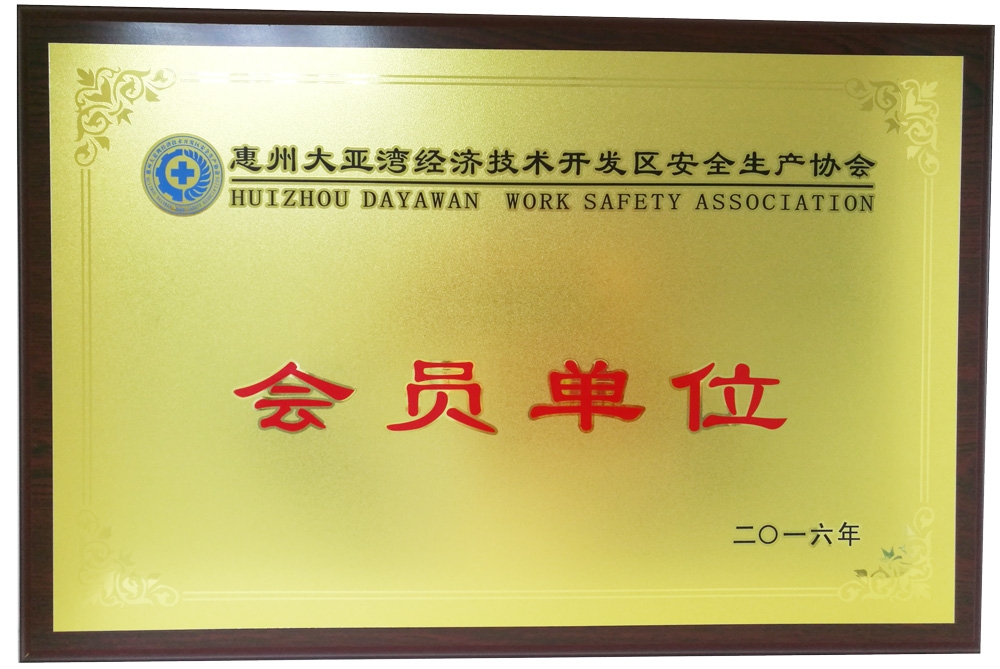 惠州大亚湾经济技术开发区安全生产协会
HUIZHOU DAYAWAN WORK SAFETY ASSOCIATION
会员单位
二〇一六年